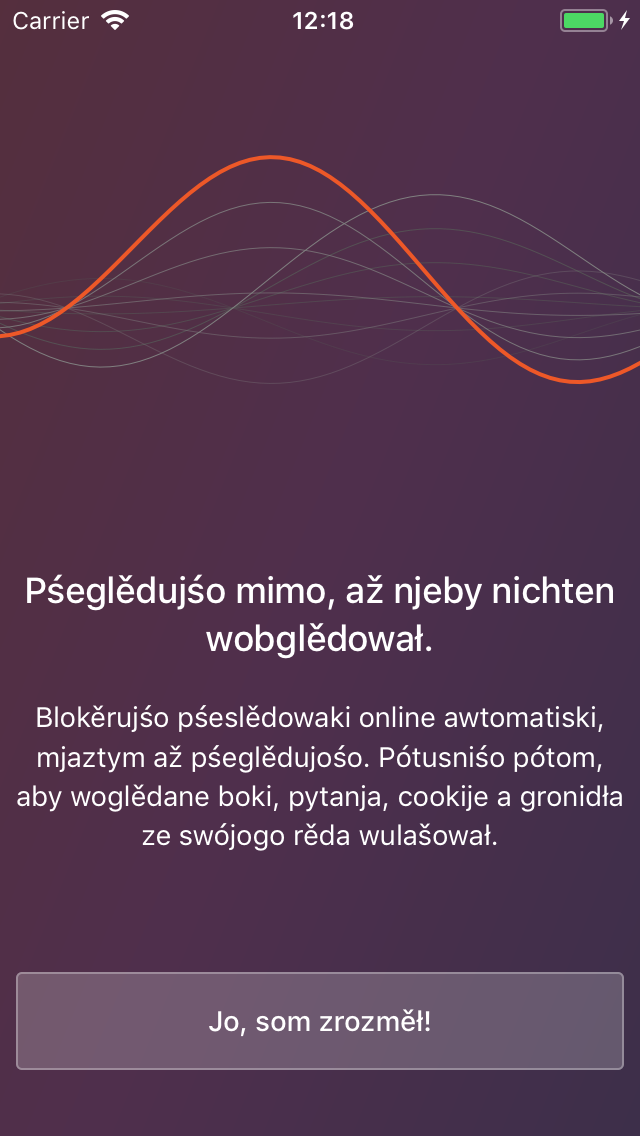 Carrier 12:18
Pśeglědujśo mimo, až njeby nichten
wobglědował.
Blokěrujśo pśeslědowaki online awtomatiski,
mjaztym až pśeglědujośo. Pótusniśo pótom,
aby woglědane boki, pytanja, cookije a gronidła
ze swójogo rěda wulašował.
Jo, som zrozměł!